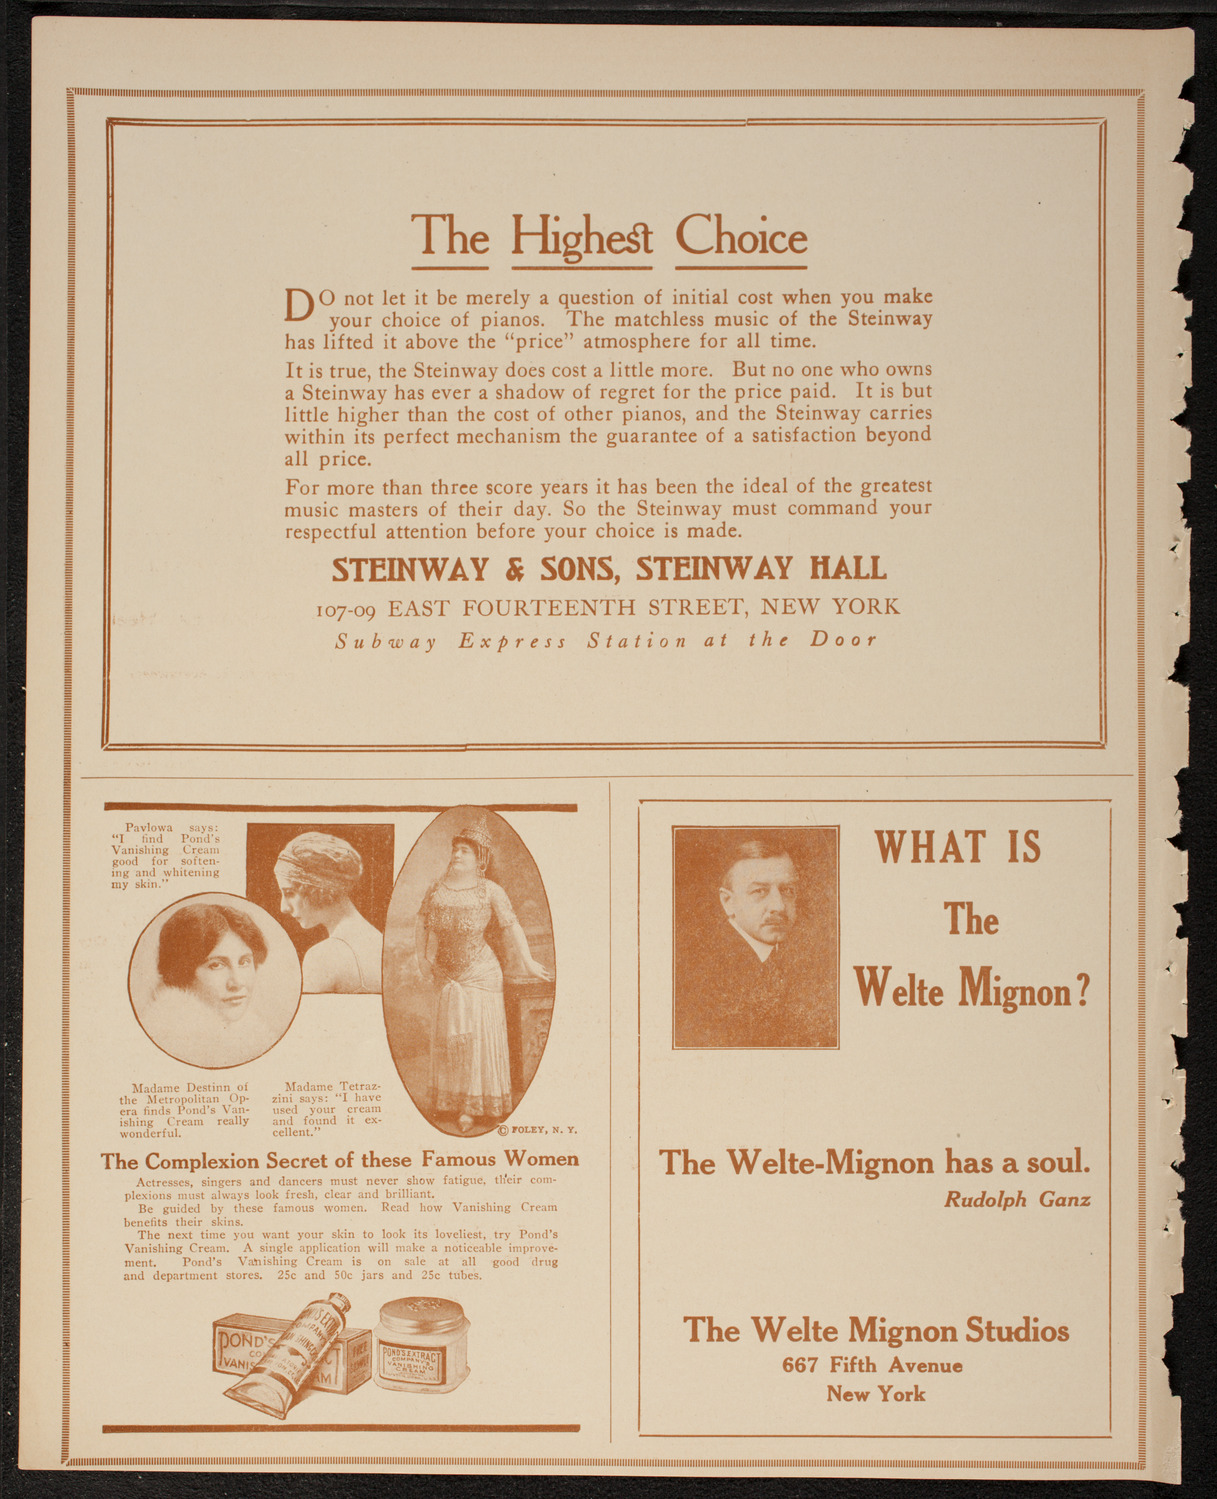 The Highest Choice
DO not let it be merely a question of initial cost when you make
your choice of pianos. The matchless music of the Steinway
has lifted it above the “price” atmosphere for all time.
It is true, the Steinway does cost a little more. But no one who owns
a Steinway has ever a shadow of regret for the price paid. It is but
little higher than the cost of other pianos, and the Steinway carries
within its perfect mechanism the guarantee of a satisfaction beyond
all price.
For more than three score years it has been the ideal of the greatest
music masters of their day. So the Steinway must command your
respectful attention before your choice is made.
STEINWAY & SONS, STEINWAY HALL
107-09 EAST FOURTEENTH STREET, NEW YORK
Subway Express Station at the Door
Pavlowa says:
“I find Pond's
Vanishing Cream
good for soften-
ing and whitening
my skin.”
Madame Destinn of
the Metropolitan Op-
era finds Pond's Van-
ishing Cream really
wonderful.
Madame Tetraz-
zini says: “I have
used your cream
and found it ex-
cellent.”
© FOLEY, N. Y.
The Complexion Secret of these Famous Women
Actresses, singers and dancers must never show fatigue, their com-
plexions must always look fresh, clear and brilliant.
Be guided by these famous women. Read how Vanishing Cream
benefits their skins.
The next time you want your skin to look its loveliest, try Pond's
Vanishing Cream. A single application will make a noticeable improve-
ment. Pond's Vanishing Cream is on sale at all good drug
and department stores. 25c and 50c jars and 25c tubes.
POND'S
VANIS
POND'S EXTRACT
COMPANY'S
VANISHING
CREAM
WHAT IS
The
Welte Mignon?
The Welte-Mignon has a soul.
Rudolph Ganz
The Welte Mignon Studios
667 Fifth Avenue
New York